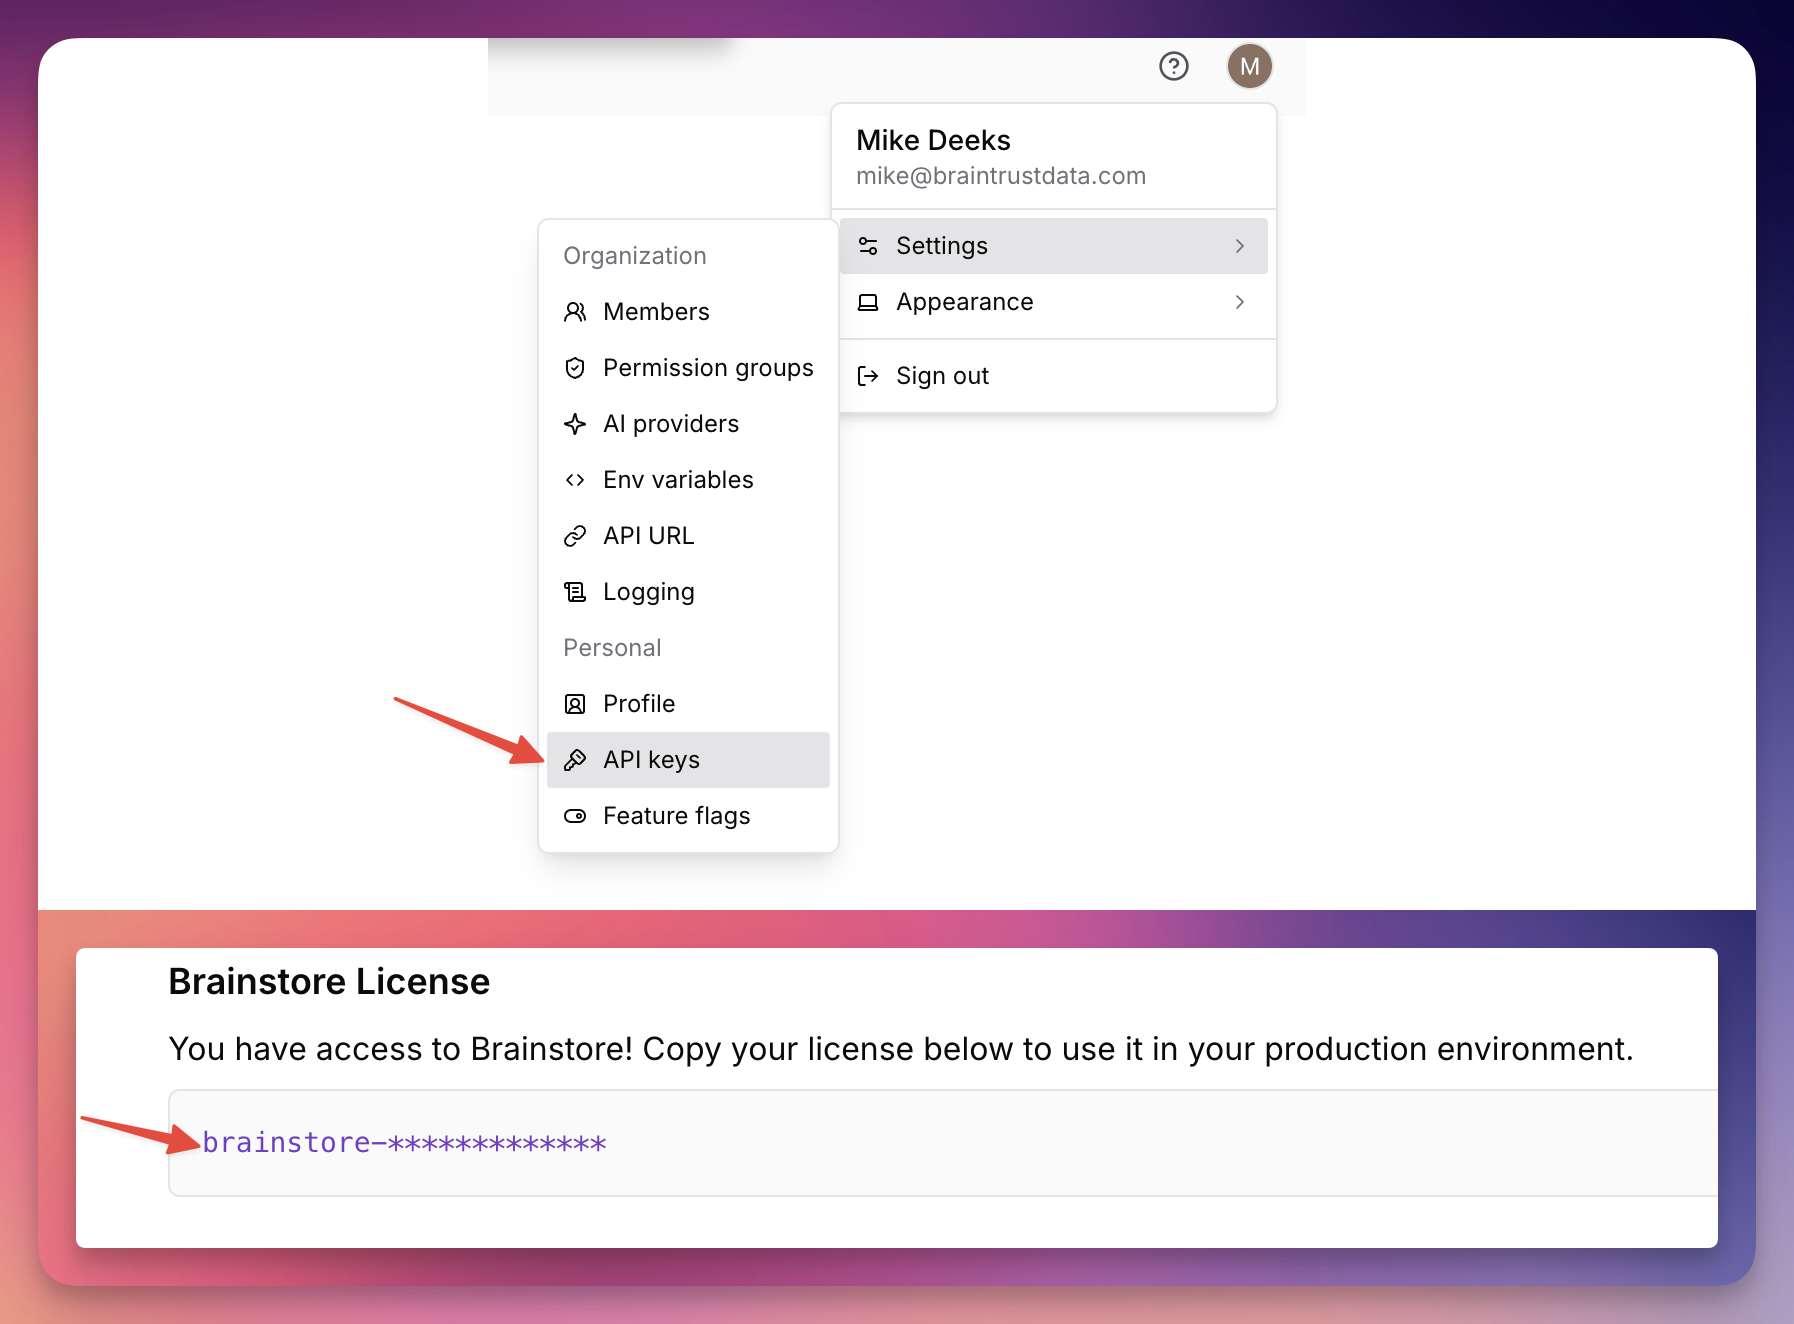 M
Mike Deeks
mike@braintrustdata.com
Settings
Appearance
Sign out
Organization
Members
Permission groups
AI providers
Env variables
API URL
Logging
Personal
Profile
API keys
Feature flags
Brainstore License
You have access to Brainstore! Copy your license below to use it in your production environment.
brainstore-*************